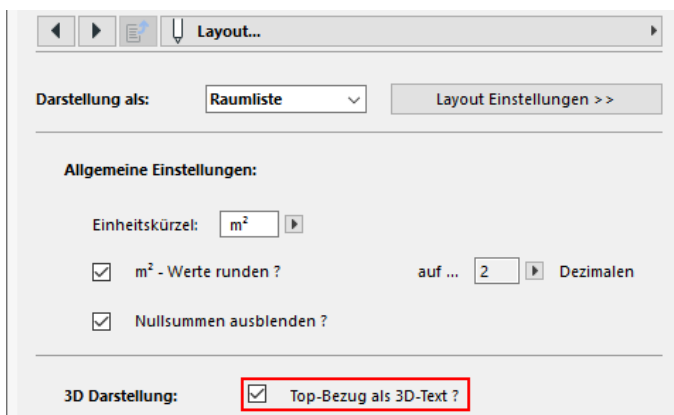 Layout...
Darstellung als: Raumliste Layout Einstellungen >>
Allgemeine Einstellungen:
Einheitskürzel: m²
m² - Werte runden ? auf ... 2 Dezimalen
Nullsummen ausblenden ?
3D Darstellung: Top-Bezug als 3D-Text ?